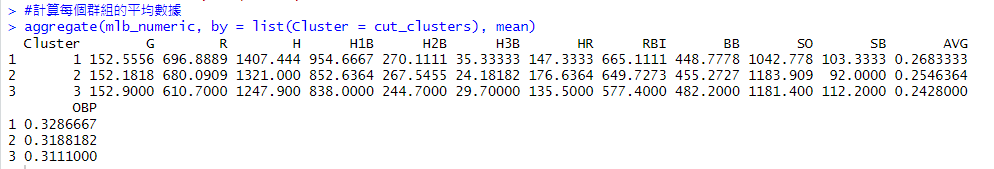 > #計算每個群組的平均數據
> aggregate(mlb_numeric, by = list(Cluster = cut_clusters), mean)
  Cluster        G        R        H      H1B      H2B      H3B       HR      RBI       BB       SO       SB       AVG
1       1 152.5556 696.8889 1407.444 954.6667 270.1111 35.33333 147.3333 665.1111 448.7778 1042.778 103.3333 0.2683333
2       2 152.1818 680.0909 1321.000 852.6364 267.5455 24.18182 176.6364 649.7273 455.2727 1183.909  92.0000 0.2546364
3       3 152.9000 610.7000 1247.900 838.0000 244.7000 29.70000 135.5000 577.4000 482.2000 1181.400 112.2000 0.2428000
        OBP
1 0.3286667
2 0.3188182
3 0.3111000